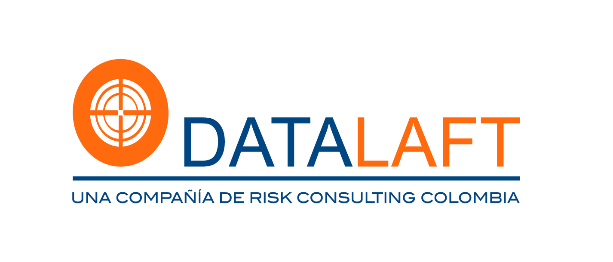 DATALAFT
UNA COMPAÑÍA DE RISK CONSULTING COLOMBIA